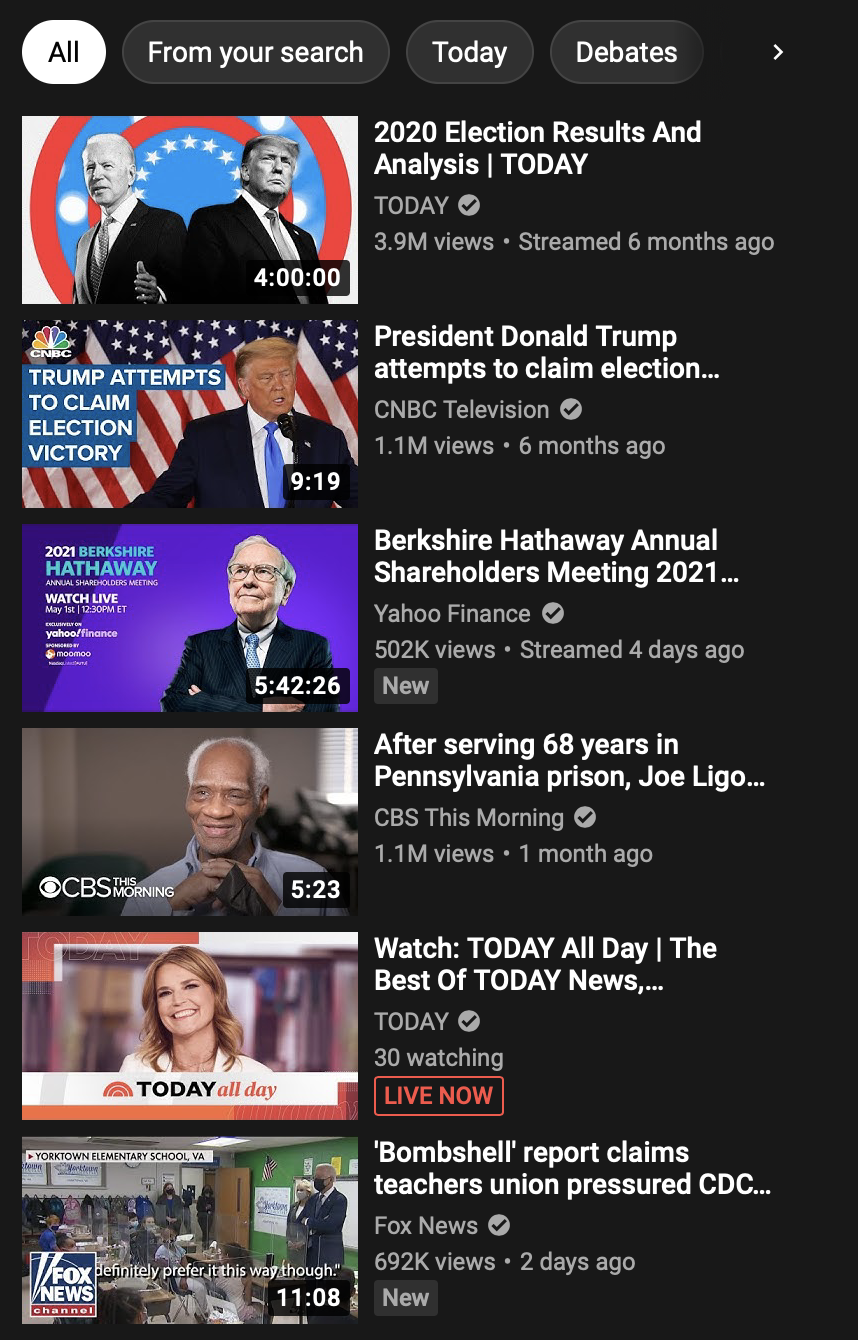 All
From your search
Today
Debates
4:00:00
2020 Election Results And
Analysis | TODAY
TODAY
3.9M views • Streamed 6 months ago
CNBC
TRUMP ATTEMPTS
TO CLAIM
ELECTION
VICTORY
9:19
President Donald Trump
attempts to claim election…
CNBC Television
1.1M views • 6 months ago
2021 BERKSHIRE
HATHAWAY
ANNUAL SHAREHOLDERS MEETING
WATCH LIVE
May 1st | 12:30PM ET
EXCLUSIVELY ON
yahoo!finance
SPONSORED BY
moomoo
5:42:26
Berkshire Hathaway Annual
Shareholders Meeting 2021…
Yahoo Finance
502K views • Streamed 4 days ago
New
CBS THIS MORNING
5:23
After serving 68 years in
Pennsylvania prison, Joe Ligo…
CBS This Morning
1.1M views • 1 month ago
TODAY
TODAY all day
Watch: TODAY All Day | The
Best Of TODAY News,…
TODAY
30 watching
LIVE NOW
YORKTOWN ELEMENTARY SCHOOL, VA
Yorktown
definitely prefer it this way though."
FOX
NEWS
channel
11:08
'Bombshell' report claims
teachers union pressured CDC…
Fox News
692K views • 2 days ago
New